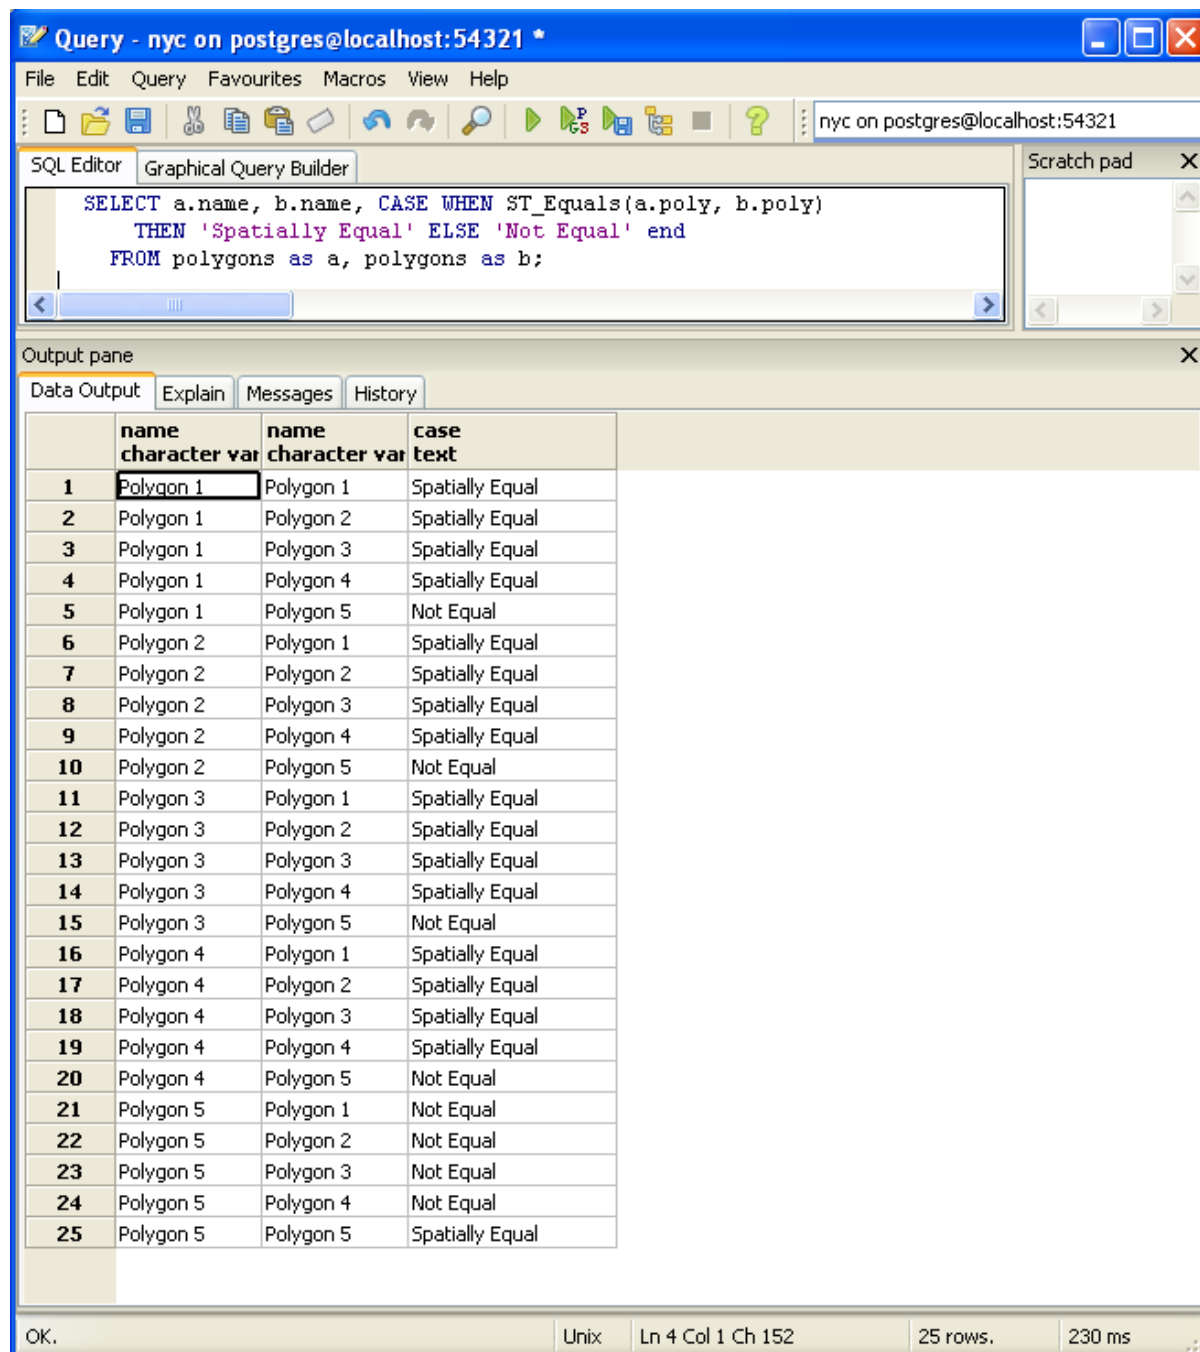 Query - nyc on postgres@localhost:54321 *
File Edit Query Favourites Macros View Help
nyc on postgres@localhost:54321
SQL Editor Graphical Query Builder
Scratch pad
SELECT a.name, b.name, CASE WHEN ST_Equals(a.poly, b.poly)
THEN 'Spatially Equal' ELSE 'Not Equal' end
FROM polygons as a, polygons as b;
Output pane
Data Output Explain Messages History
name name case
character var character var text
1 Polygon 1 Polygon 1 Spatially Equal
2 Polygon 1 Polygon 2 Spatially Equal
3 Polygon 1 Polygon 3 Spatially Equal
4 Polygon 1 Polygon 4 Spatially Equal
5 Polygon 1 Polygon 5 Not Equal
6 Polygon 2 Polygon 1 Spatially Equal
7 Polygon 2 Polygon 2 Spatially Equal
8 Polygon 2 Polygon 3 Spatially Equal
9 Polygon 2 Polygon 4 Spatially Equal
10 Polygon 2 Polygon 5 Not Equal
11 Polygon 3 Polygon 1 Spatially Equal
12 Polygon 3 Polygon 2 Spatially Equal
13 Polygon 3 Polygon 3 Spatially Equal
14 Polygon 3 Polygon 4 Spatially Equal
15 Polygon 3 Polygon 5 Not Equal
16 Polygon 4 Polygon 1 Spatially Equal
17 Polygon 4 Polygon 2 Spatially Equal
18 Polygon 4 Polygon 3 Spatially Equal
19 Polygon 4 Polygon 4 Spatially Equal
20 Polygon 4 Polygon 5 Not Equal
21 Polygon 5 Polygon 1 Not Equal
22 Polygon 5 Polygon 2 Not Equal
23 Polygon 5 Polygon 3 Not Equal
24 Polygon 5 Polygon 4 Not Equal
25 Polygon 5 Polygon 5 Spatially Equal
OK. Unix Ln 4 Col 1 Ch 152 25 rows. 230 ms